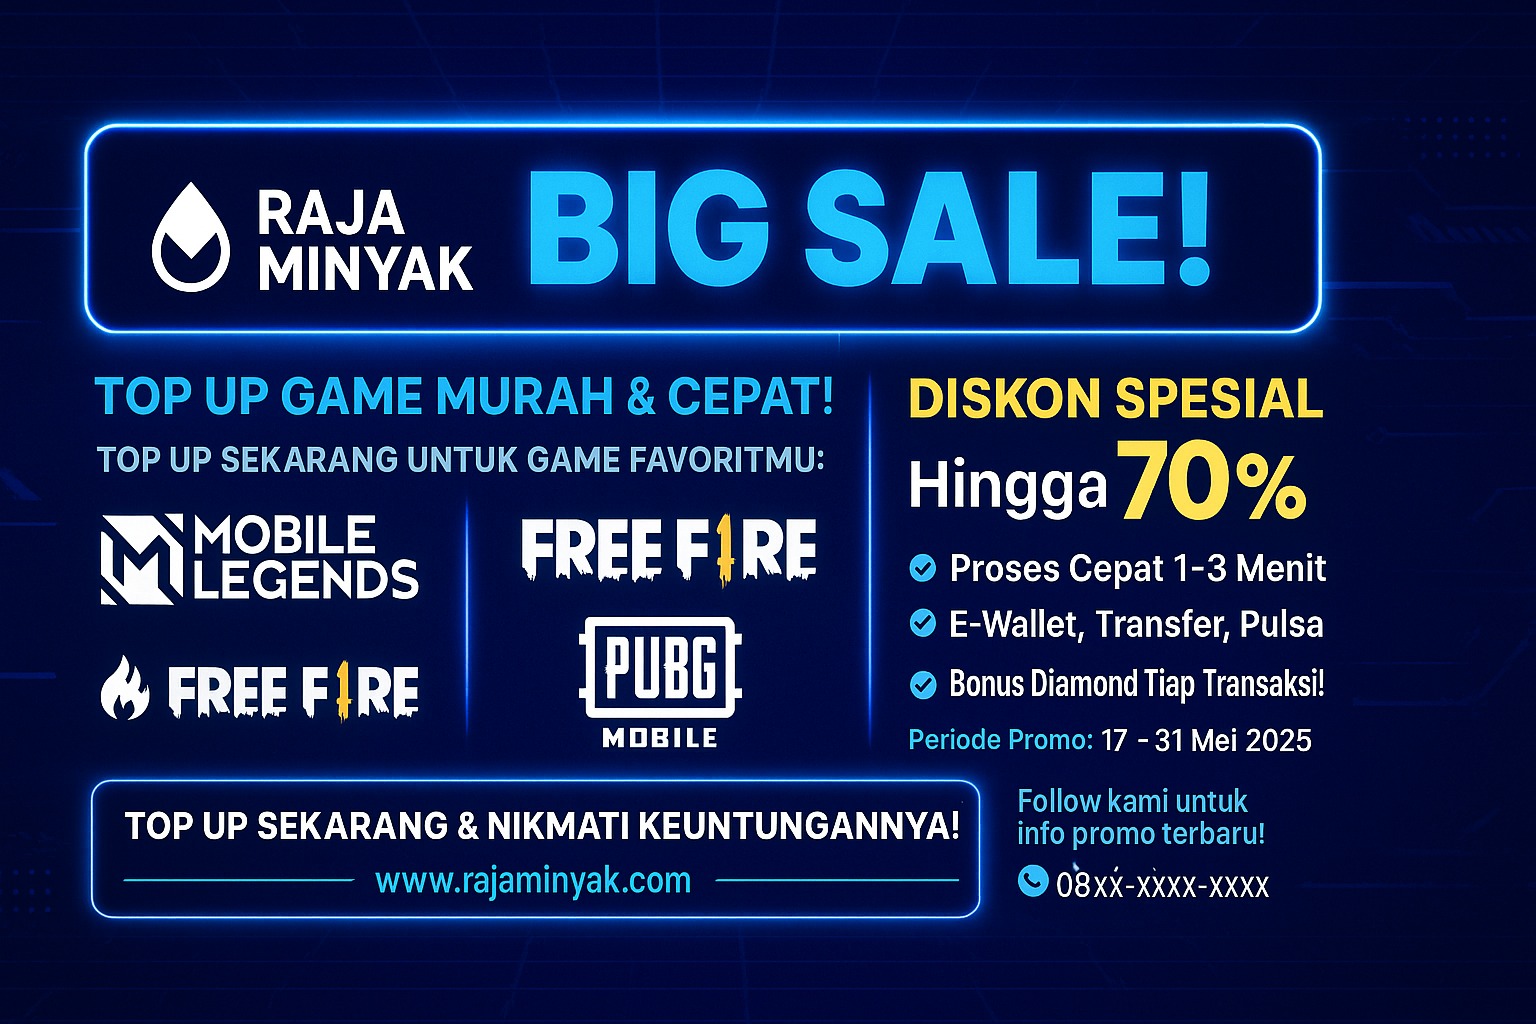 RAJA
MINYAK
BIG SALE!
TOP UP GAME MURAH & CEPAT!
TOP UP SEKARANG UNTUK GAME FAVORITMU:
MOBILE
LEGENDS
FREE FIRE
FREE FIRE
PUBG
MOBILE
DISKON SPESIAL
Hingga 70%
Proses Cepat 1-3 Menit
E-Wallet, Transfer, Pulsa
Bonus Diamond Tiap Transaksi!
Periode Promo: 17 - 31 Mei 2025
TOP UP SEKARANG & NIKMATI KEUNTUNGANNYA!
www.rajaminyak.com
Follow kami untuk
info promo terbaru!
08xx-xxxx-xxxx